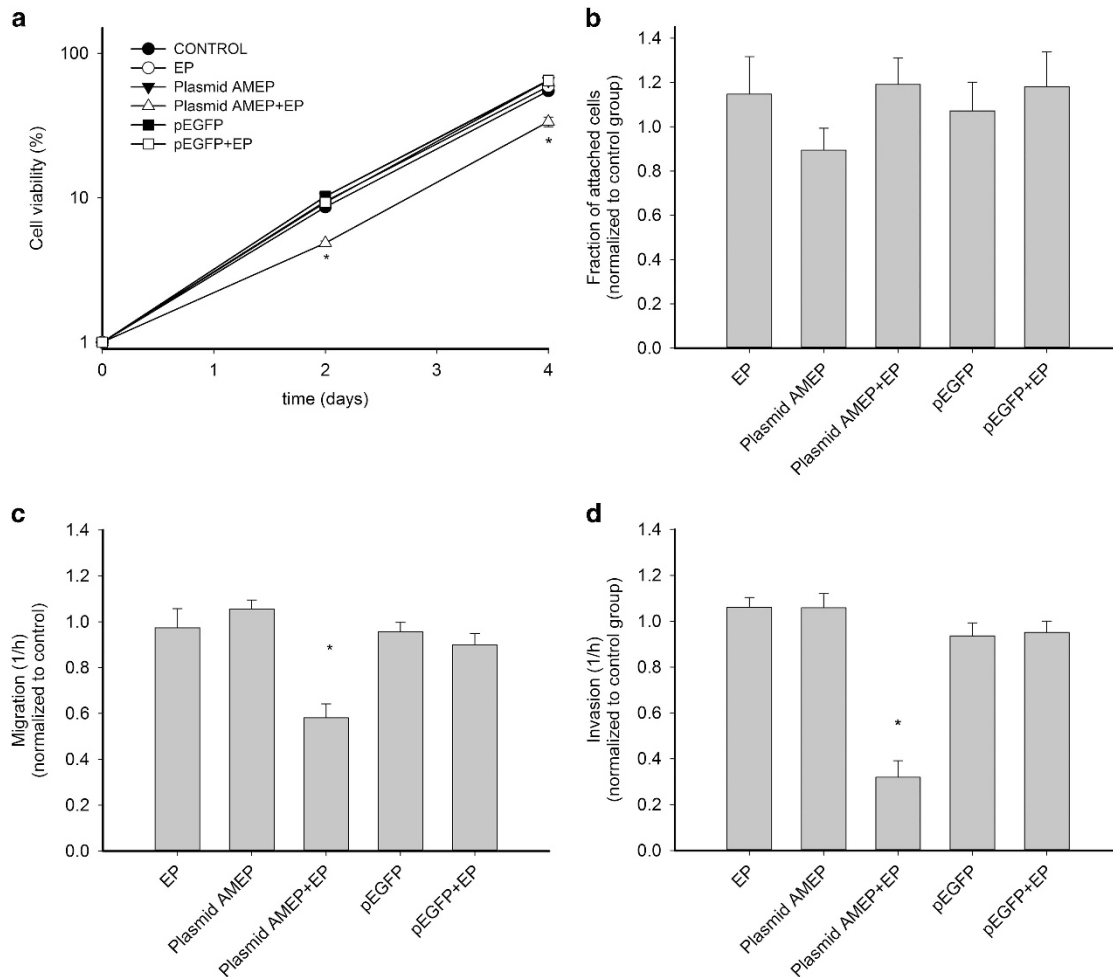 a
Cell viability (%)
100
10
1
CONTROL
EP
Plasmid AMEP
Plasmid AMEP+EP
pEGFP
pEGFP+EP
*
*
0 1 2 3 4
time (days)
b
Fraction of attached cells
(normalized to control group)
1.4
1.2
1.0
0.8
0.6
0.4
0.2
0.0
EP
Plasmid AMEP
Plasmid AMEP+EP
pEGFP
pEGFP+EP
c
Migration (1/h)
(normalized to control)
1.4
1.2
1.0
0.8
0.6
0.4
0.2
0.0
*
EP
Plasmid AMEP
Plasmid AMEP+EP
pEGFP
pEGFP+EP
d
Invasion (1/h)
(normalized to control group)
1.4
1.2
1.0
0.8
0.6
0.4
0.2
0.0
*
EP
Plasmid AMEP
Plasmid AMEP+EP
pEGFP
pEGFP+EP